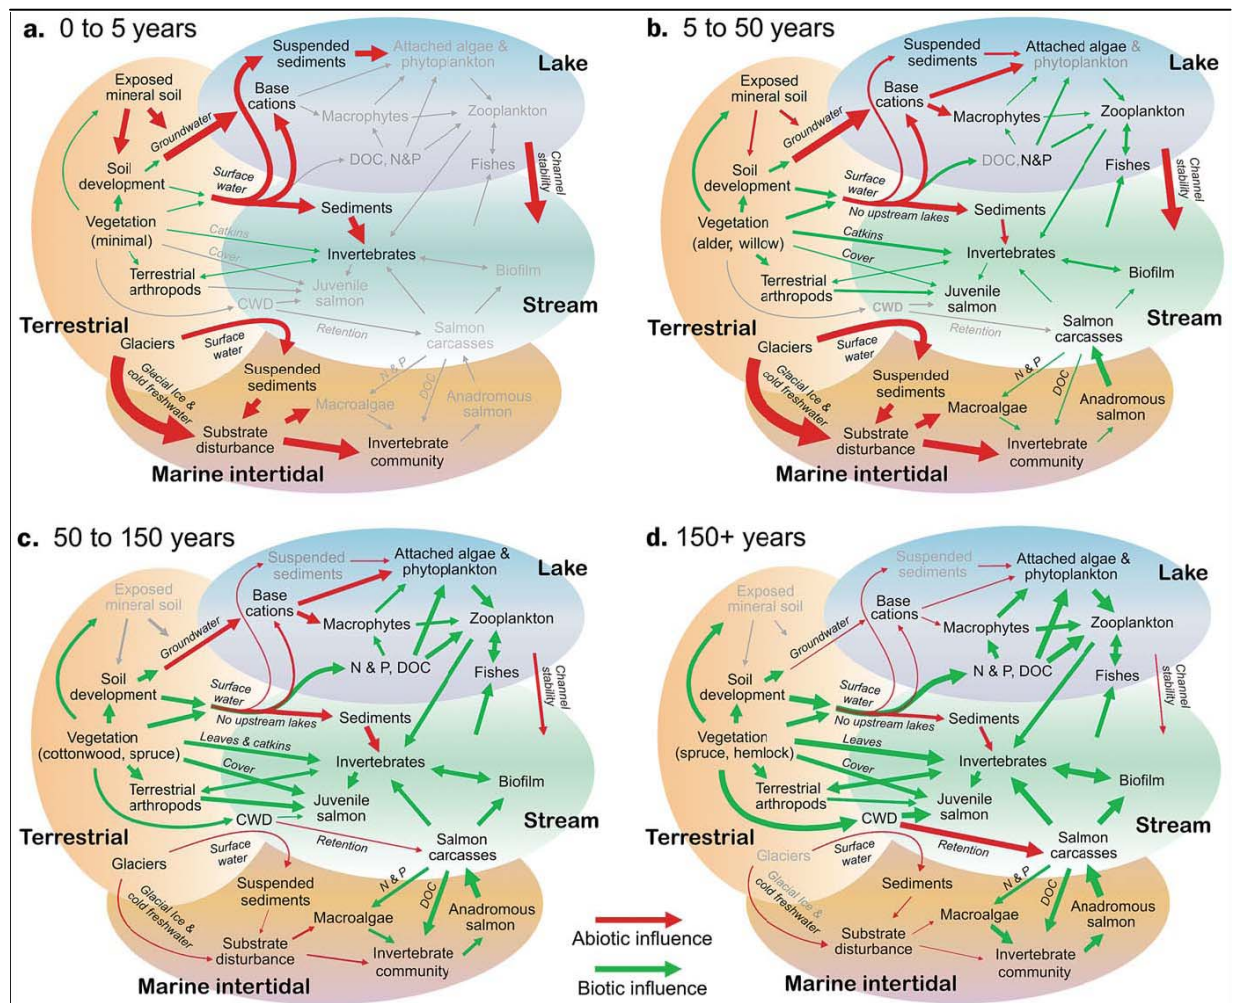 a. 0 to 5 years
Suspended
sediments
Attached algae &
phytoplankton
Lake
Exposed
mineral soil
Base
cations
Groundwater
Macrophytes
Zooplankton
DOC, N&P
Fishes
Channel
stability
Soil
development
Surface
water
Sediments
Vegetation
(minimal)
Catkins
Cover
Invertebrates
Biofilm
Terrestrial
arthropods
Juvenile
salmon
CWD
Stream
Retention
Salmon
carcasses
Terrestrial
Glaciers
Surface
water
Suspended
sediments
N & P
DOC
Glacial Ice &
cold freshwater
Macroalgae
Anadromous
salmon
Substrate
disturbance
Invertebrate
community
Marine intertidal
b. 5 to 50 years
Suspended
sediments
Attached algae &
phytoplankton
Lake
Exposed
mineral soil
Base
cations
Groundwater
Macrophytes
Zooplankton
DOC, N&P
Fishes
Channel
stability
Soil
development
Surface
water
No upstream lakes
Sediments
Vegetation
(alder, willow)
Catkins
Cover
Invertebrates
Biofilm
Terrestrial
arthropods
Juvenile
salmon
CWD
Stream
Retention
Salmon
carcasses
Terrestrial
Glaciers
Surface
water
Suspended
sediments
N & P
DOC
Glacial Ice &
cold freshwater
Macroalgae
Anadromous
salmon
Substrate
disturbance
Invertebrate
community
Marine intertidal
c. 50 to 150 years
Suspended
sediments
Attached algae &
phytoplankton
Lake
Exposed
mineral soil
Base
cations
Groundwater
Macrophytes
Zooplankton
N & P, DOC
Fishes
Channel
stability
Soil
development
Surface
water
No upstream lakes
Sediments
Vegetation
(cottonwood, spruce)
Leaves & catkins
Cover
Invertebrates
Biofilm
Terrestrial
arthropods
Juvenile
salmon
CWD
Stream
Retention
Salmon
carcasses
Terrestrial
Glaciers
Surface
water
Suspended
sediments
N & P
DOC
Glacial Ice &
cold freshwater
Macroalgae
Anadromous
salmon
Substrate
disturbance
Invertebrate
community
Marine intertidal
Abiotic influence
Biotic influence
d. 150+ years
Suspended
sediments
Attached algae &
phytoplankton
Lake
Exposed
mineral soil
Base
cations
Groundwater
Macrophytes
Zooplankton
N & P, DOC
Fishes
Channel
stability
Soil
development
Surface
water
No upstream lakes
Sediments
Vegetation
(spruce, hemlock)
Leaves
Cover
Invertebrates
Biofilm
Terrestrial
arthropods
Juvenile
salmon
CWD
Stream
Retention
Salmon
carcasses
Terrestrial
Glaciers
Surface
water
Sediments
N & P
DOC
Glacial Ice &
cold freshwater
Macroalgae
Anadromous
salmon
Substrate
disturbance
Invertebrate
community
Marine intertidal